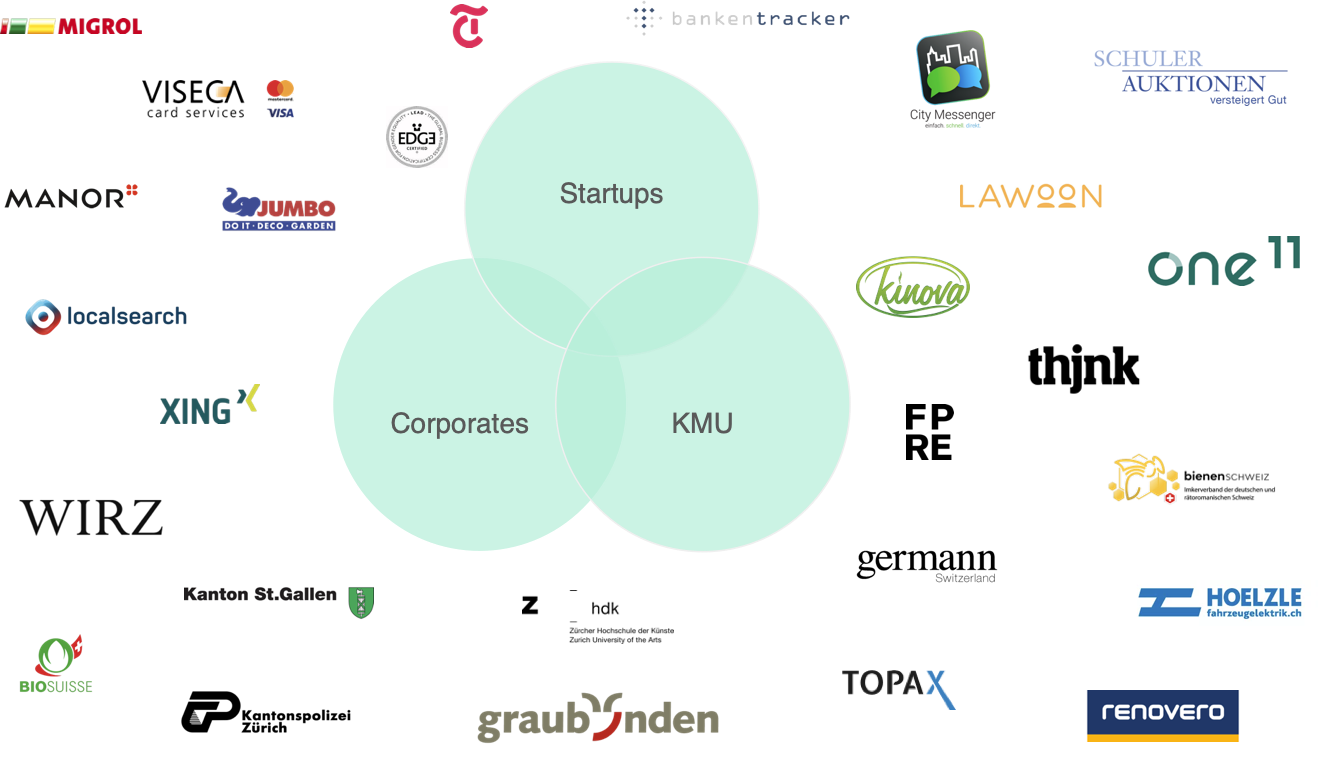 MIGROL
bankentracker
VISECA
card services
mastercard
VISA
EDGE
CERTIFIED
LEAD
City Messenger
einfach. schnell. direkt.
SCHULER
AUKTIONEN
versteigert Gut
MANOR
JUMBO
DO IT · DECO · GARDEN
Startups
LAWOON
one11
kinova
localsearch
thjnk
XING
Corporates
KMU
FP
RE
bienenSCHWEIZ
Imkerverband der deutschen und
rätoromanischen Schweiz
WIRZ
germann
Switzerland
Kanton St.Gallen
z hdk
Zürcher Hochschule der Künste
Zurich University of the Arts
HOELZLE
fahrzeugelektrik.ch
BIOSUISSE
Kantonspolizei
Zürich
graubünden
TOPAX
renovero